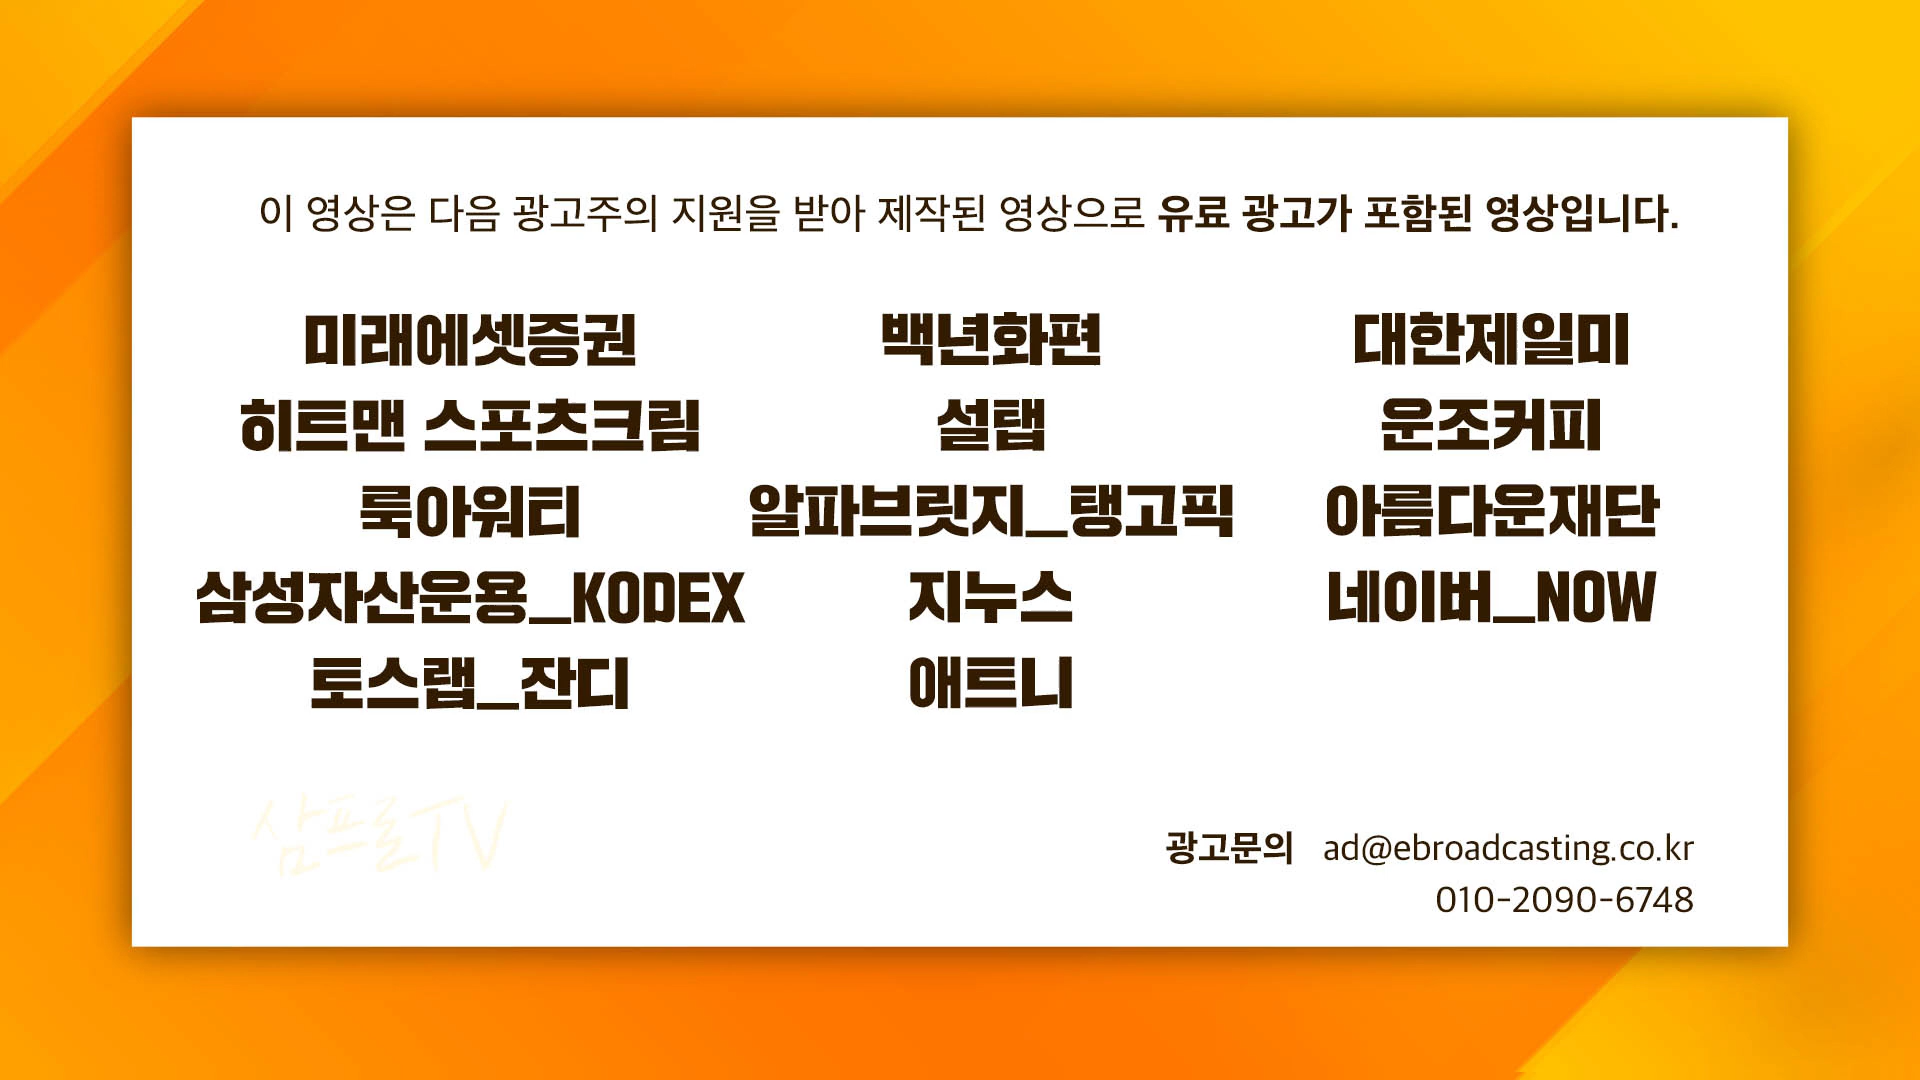 이 영상은 다음 광고주의 지원을 받아 제작된 영상으로 유료 광고가 포함된 영상입니다.
미래에셋증권 백년화편 대한제일미
히트맨 스포츠크림 설탭 운조커피
룩아워티 알파브릿지_탱고픽 아름다운재단
삼성자산운용_KODEX 지누스 네이버_NOW
토스랩_잔디 애트니
삼프로TV
광고문의 ad@ebroadcasting.co.kr
010-2090-6748